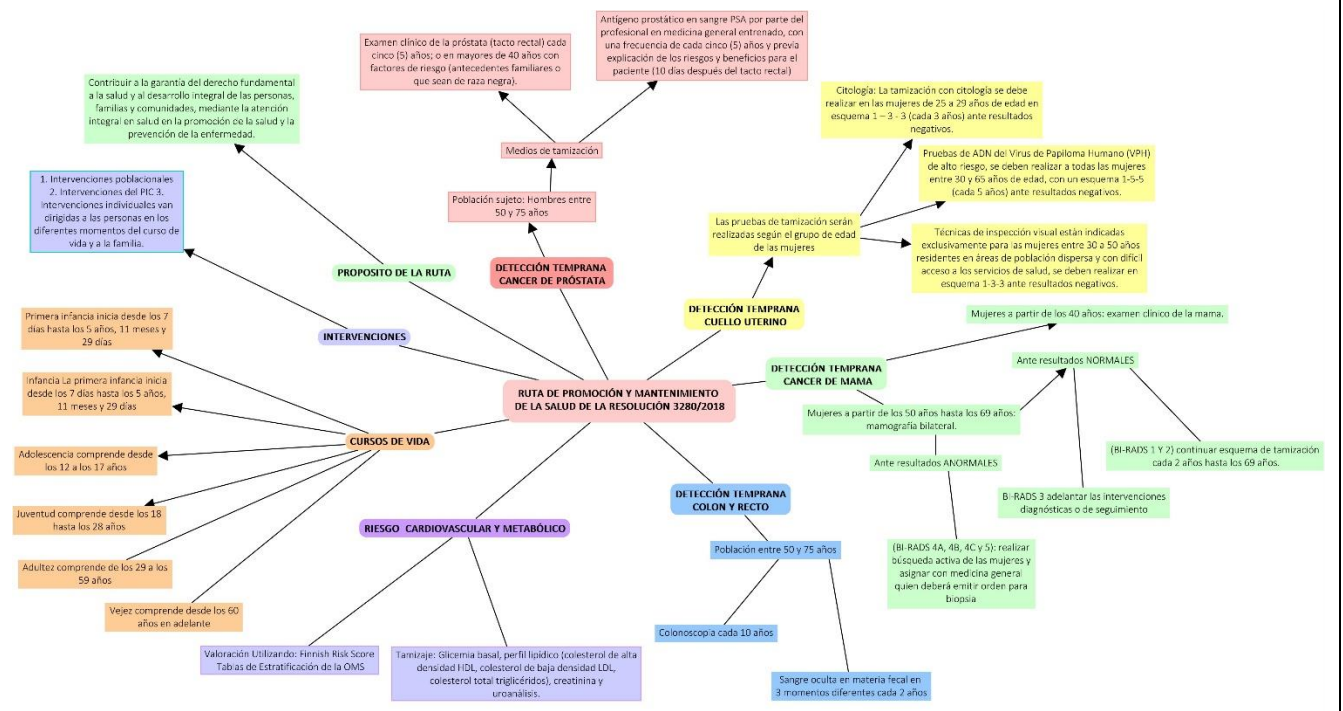 Antígeno prostático en sangre PSA por parte del
profesional en medicina general entrenado, con
una frecuencia de cada cinco (5) años y previa
explicación de los riesgos y beneficios para el
paciente (10 días después del tacto rectal)
Examen clínico de la próstata (tacto rectal) cada
cinco (5) años; o en mayores de 40 años con
factores de riesgo (antecedentes familiares o
que sean de raza negra).
Medios de tamización
Población sujeto: Hombres entre
50 y 75 años
DETECCIÓN TEMPRANA
CANCER DE PRÓSTATA
Contribuir a la garantía del derecho fundamental
a la salud y al desarrollo integral de las personas,
familias y comunidades, mediante la atención
integral en salud en la promoción de la salud y la
prevención de la enfermedad.
PROPOSITO DE LA RUTA
1. Intervenciones poblacionales
2. Intervenciones del PIC 3.
Intervenciones individuales van
dirigidas a las personas en los
diferentes momentos del curso de
vida y a la familia.
INTERVENCIONES
Citología: La tamización con citología se debe
realizar en las mujeres de 25 a 29 años de edad en
esquema 1 – 3 - 3 (cada 3 años) ante resultados
negativos.
Pruebas de ADN del Virus de Papiloma Humano (VPH)
de alto riesgo, se deben realizar a todas las mujeres
entre 30 y 65 años de edad, con un esquema 1-5-5
(cada 5 años) ante resultados negativos.
Las pruebas de tamización serán
realizadas según el grupo de edad
de las mujeres
Técnicas de inspección visual están indicadas
exclusivamente para las mujeres entre 30 a 50 años
residentes en áreas de población dispersa y con difícil
acceso a los servicios de salud, se deben realizar en
esquema 1-3-3 ante resultados negativos.
DETECCIÓN TEMPRANA
CUELLO UTERINO
Mujeres a partir de los 40 años: examen clínico de la mama.
DETECCIÓN TEMPRANA
CANCER DE MAMA
Ante resultados NORMALES
Mujeres a partir de los 50 años hasta los 69 años:
mamografía bilateral.
(BI-RADS 1 Y 2) continuar esquema de tamización
cada 2 años hasta los 69 años.
Ante resultados ANORMALES
BI-RADS 3 adelantar las intervenciones
diagnósticas o de seguimiento
(BI-RADS 4A, 4B, 4C y 5): realizar
búsqueda activa de las mujeres y
asignar con medicina general
quien deberá emitir orden para
biopsia
RUTA DE PROMOCIÓN Y MANTENIMIENTO
DE LA SALUD DE LA RESOLUCIÓN 3280/2018
Primera infancia inicia desde los 7
días hasta los 5 años, 11 meses y
29 días
Infancia La primera infancia inicia
desde los 7 días hasta los 5 años,
11 meses y 29 días
CURSOS DE VIDA
Adolescencia comprende desde
los 12 a los 17 años
Juventud comprende desde los 18
hasta los 28 años
Adultez comprende de los 29 a los
59 años
Vejez comprende desde los 60
años en adelante
RIESGO CARDIOVASCULAR Y METABÓLICO
Valoración Utilizando: Finnish Risk Score
Tablas de Estratificación de la OMS
Tamizaje: Glicemia basal, perfil lipídico (colesterol de alta
densidad HDL, colesterol de baja densidad LDL,
colesterol total triglicéridos), creatinina y
uroanálisis.
DETECCIÓN TEMPRANA
COLON Y RECTO
Población entre 50 y 75 años
Colonoscopia cada 10 años
Sangre oculta en materia fecal en
3 momentos diferentes cada 2 años